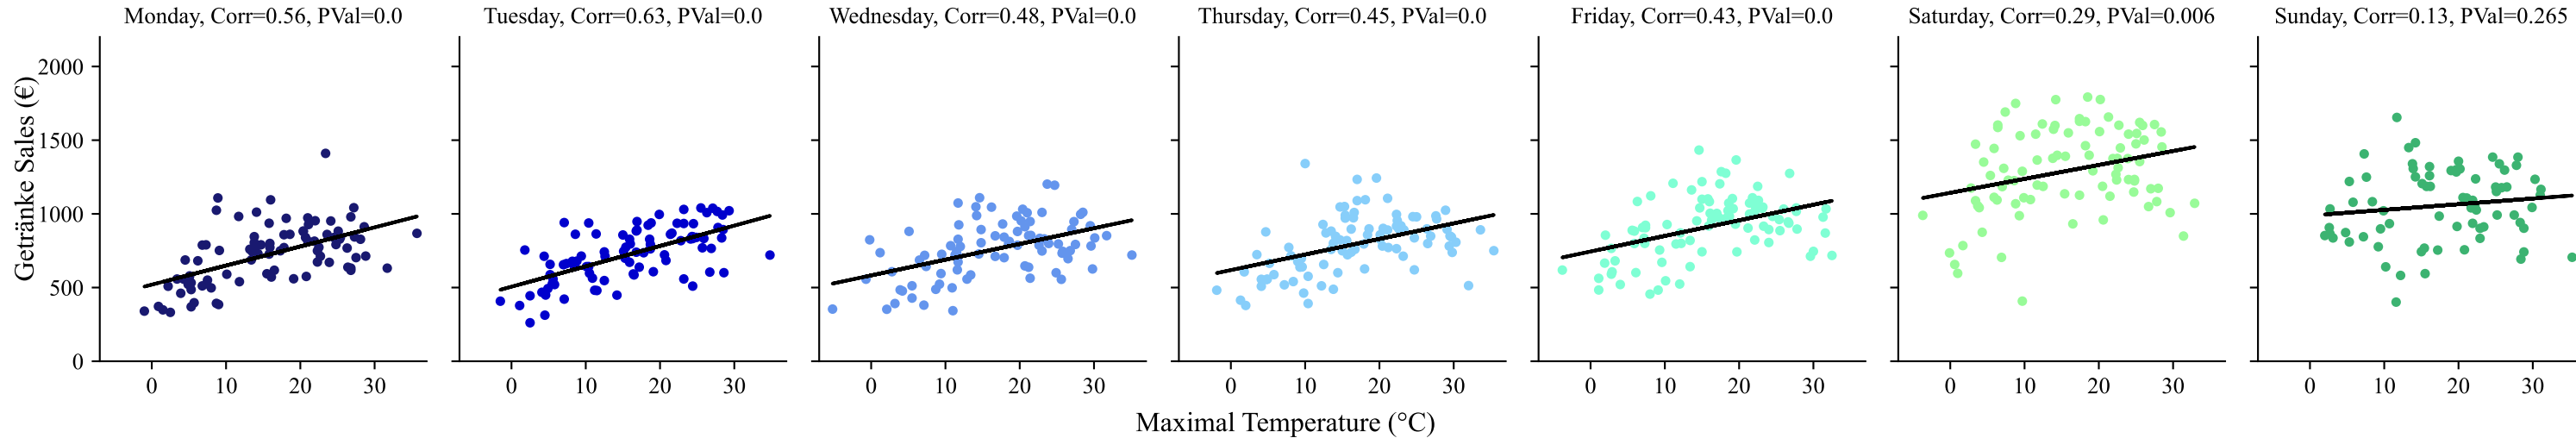 Monday, Corr=0.56, PVal=0.0
Tuesday, Corr=0.63, PVal=0.0
Wednesday, Corr=0.48, PVal=0.0
Thursday, Corr=0.45, PVal=0.0
Friday, Corr=0.43, PVal=0.0
Saturday, Corr=0.29, PVal=0.006
Sunday, Corr=0.13, PVal=0.265
Getränke Sales (€)
2000
1500
1000
500
0
0 10 20 30
0 10 20 30
0 10 20 30
0 10 20 30
0 10 20 30
0 10 20 30
0 10 20 30
Maximal Temperature (°C)